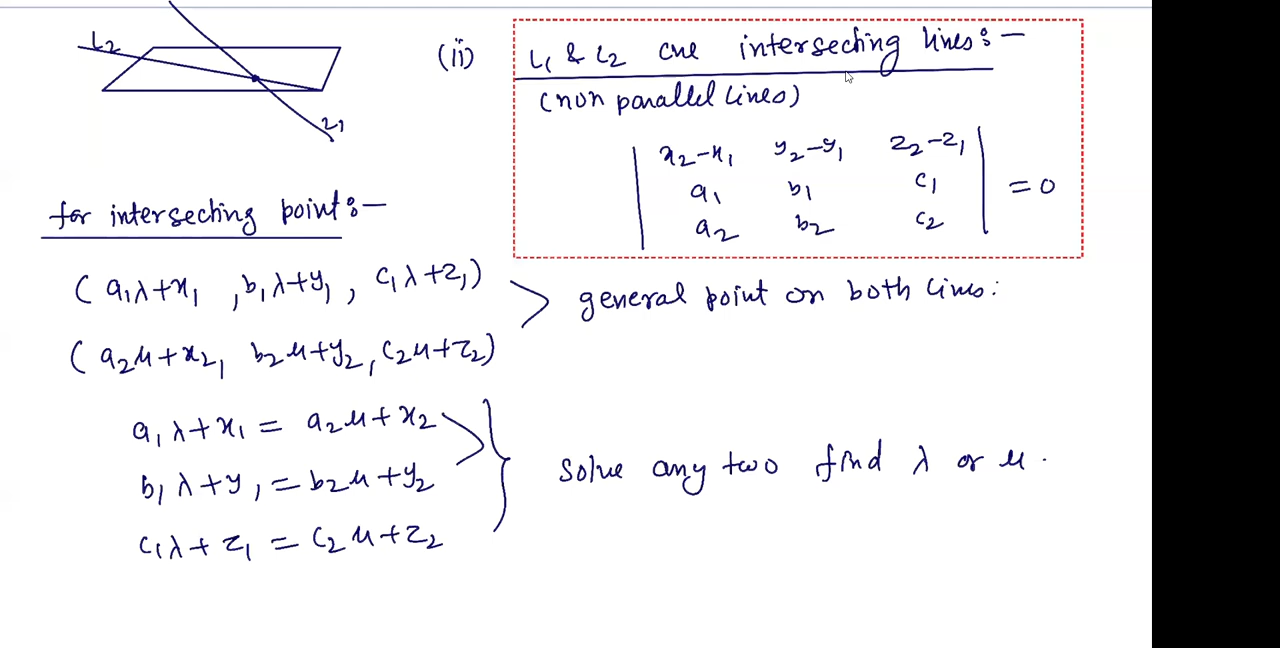 L2
L1
(ii) L1 & L2 are intersecting lines :-
(non parallel lines)
| x2-x1 y2-y1 z2-z1 |
| a1 b1 c1 | = 0
| a2 b2 c2 |
for intersecting point :-
(a1λ+x1, b1λ+y1, c1λ+z1)
(a2μ+x2, b2μ+y2, c2μ+z2)
general point on both lines:
a1λ+x1 = a2μ+x2
b1λ+y1 = b2μ+y2
c1λ+z1 = c2μ+z2
solve any two find λ or μ.